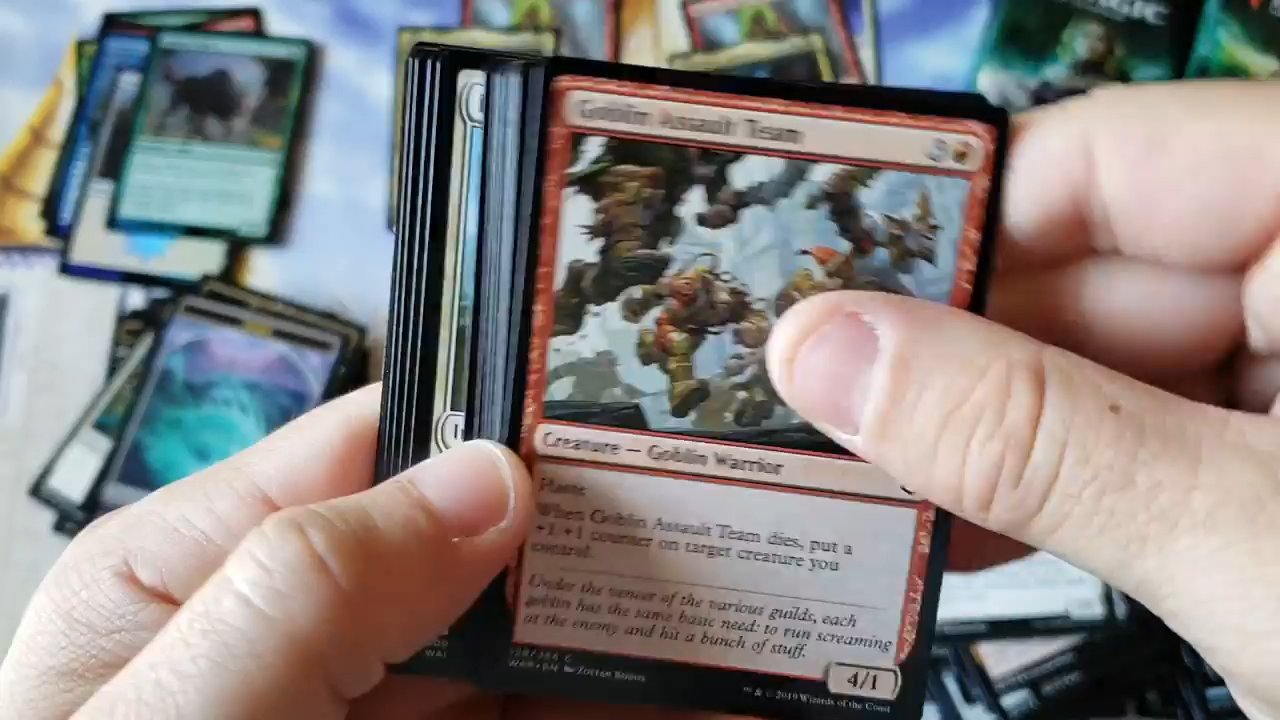 MAGIC
Goblin Assault Team
3
Creature — Goblin Warrior
Haste
When Goblin Assault Team dies, put a
+1/+1 counter on target creature you
control.
Under the veneer of the various guilds, each
goblin has the same basic need: to run screaming
at the enemy and hit a bunch of stuff.
4/1
WAR • EN Zoltan Boros
™ & © 2019 Wizards of the Coast